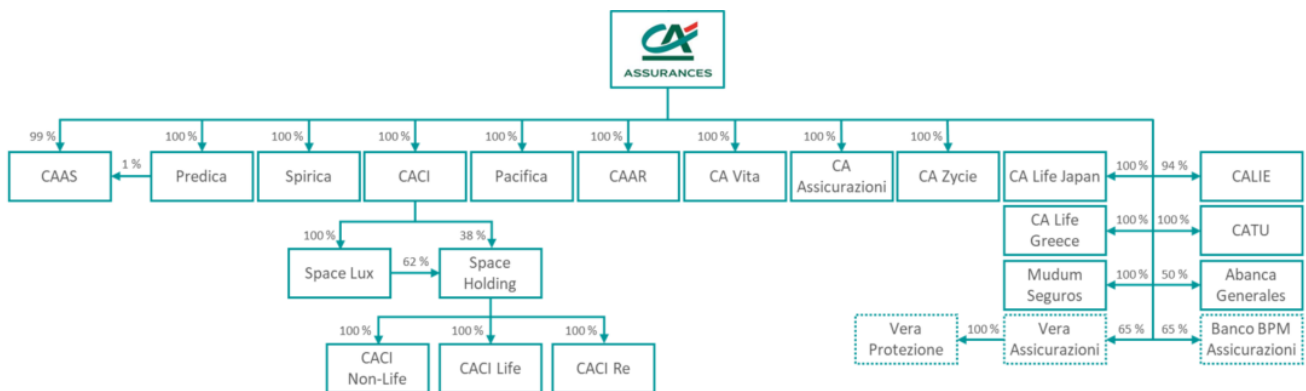 CA
ASSURANCES
99 %
100 %
100 %
100 %
100 %
100 %
100 %
100 %
100 %
CAAS
1 %
Predica
Spirica
CACI
Pacifica
CAAR
CA Vita
CA
Assicurazioni
CA Zycie
CA Life Japan
100 %
94 %
CALIE
CA Life
Greece
100 %
100 %
CATU
Mudum
Seguros
100 %
50 %
Abanca
Generales
Vera
Protezione
100 %
Vera
Assicurazioni
65 %
65 %
Banco BPM
Assicurazioni
100 %
38 %
Space Lux
62 %
Space
Holding
100 %
100 %
100 %
CACI
Non-Life
CACI Life
CACI Re